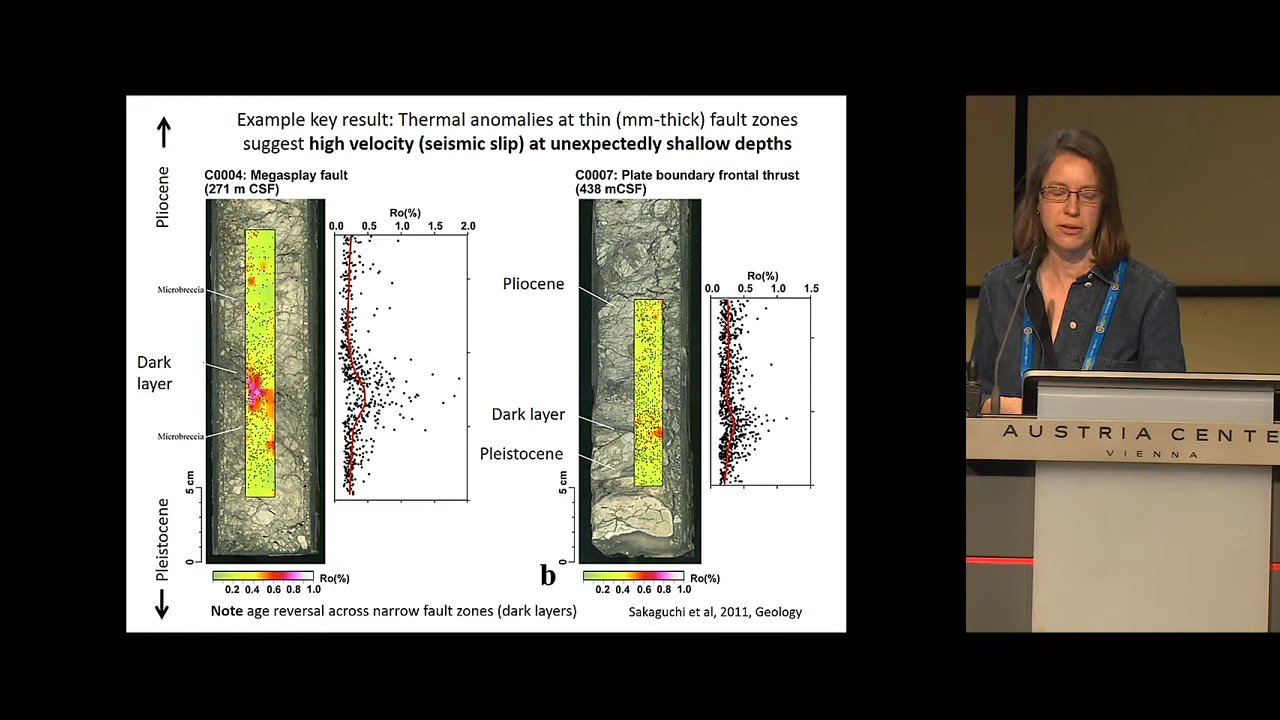 Example key result: Thermal anomalies at thin (mm-thick) fault zones
suggest high velocity (seismic slip) at unexpectedly shallow depths
Pliocene
Pleistocene
C0004: Megasplay fault
(271 m CSF)
Ro(%)
0.0 0.5 1.0 1.5 2.0
Microbreccia
Dark
layer
Microbreccia
5 cm
0
0.2 0.4 0.6 0.8 1.0
Ro(%)
C0007: Plate boundary frontal thrust
(438 mCSF)
Ro(%)
0.0 0.5 1.0 1.5
Pliocene
Dark layer
Pleistocene
5 cm
0
b
0.2 0.4 0.6 0.8 1.0
Ro(%)
Note age reversal across narrow fault zones (dark layers)
Sakaguchi et al, 2011, Geology
AUSTRIA CENTE
VIENNA